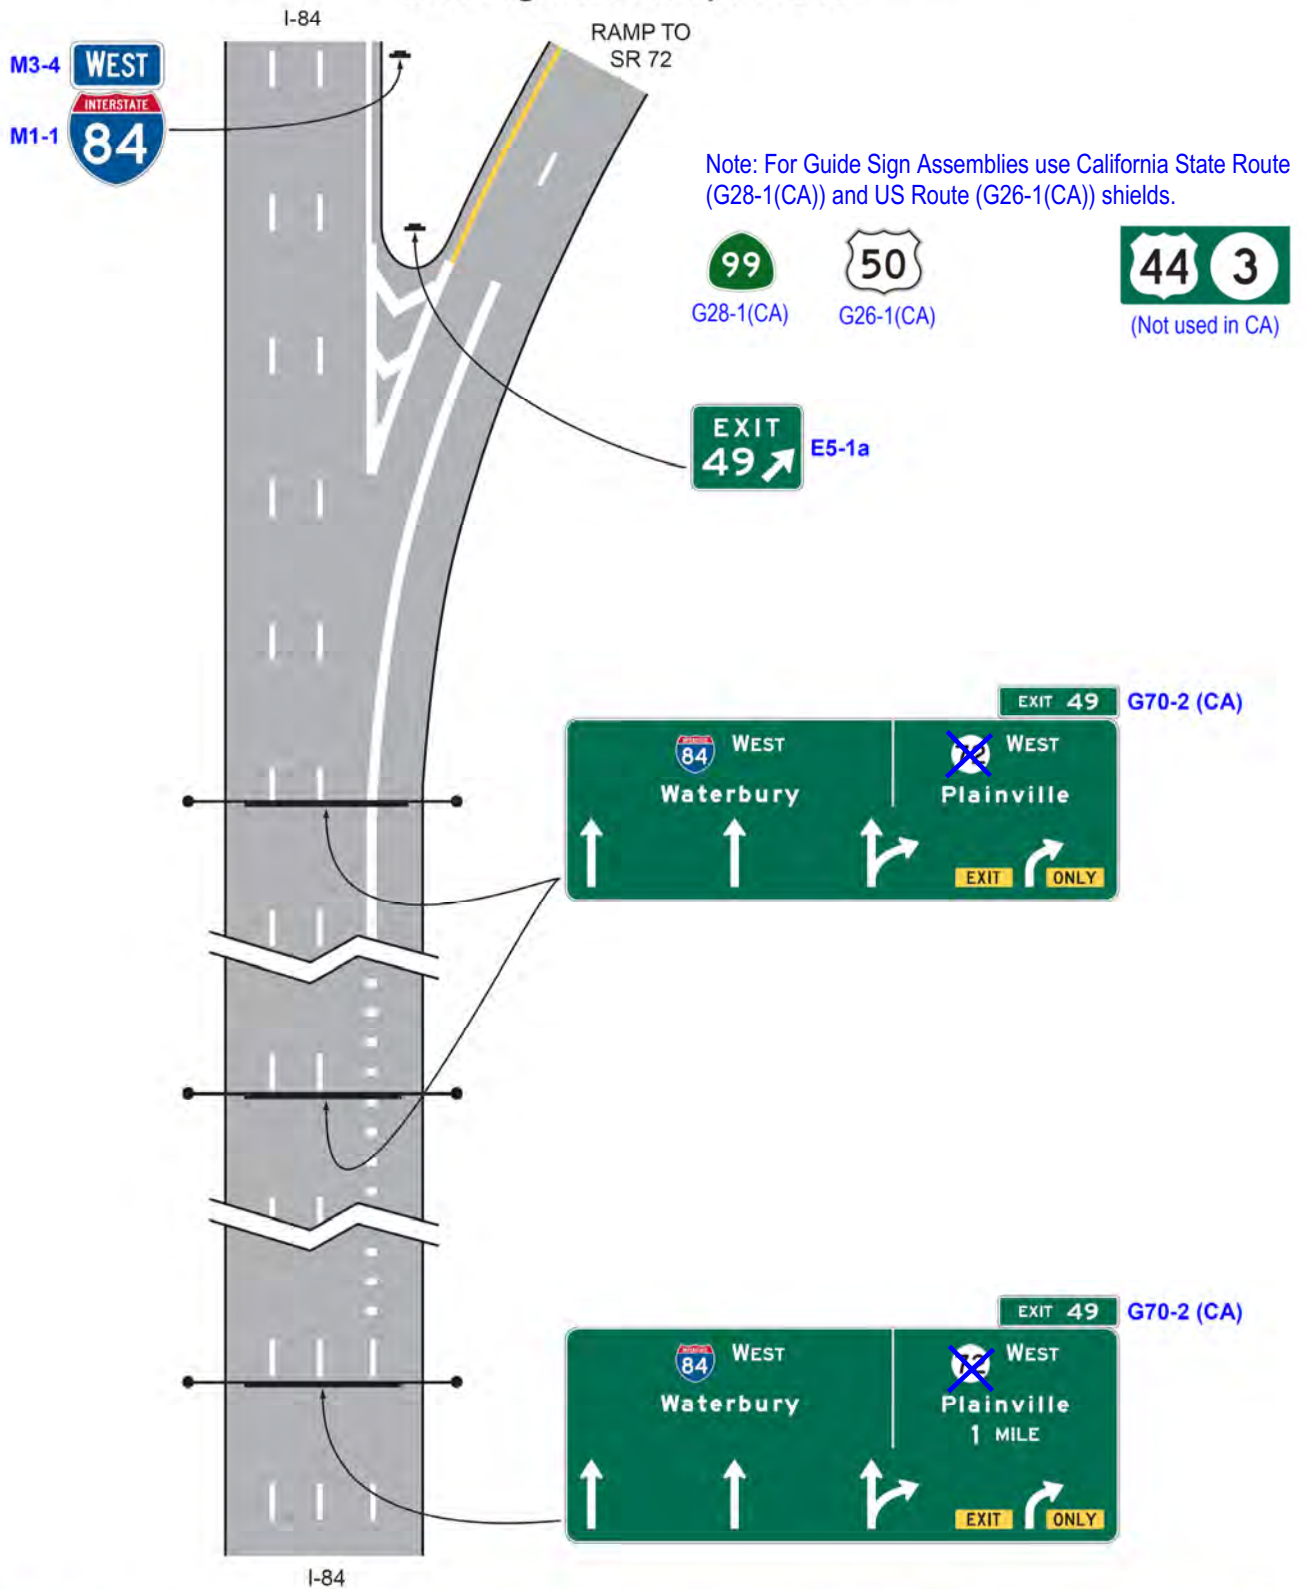 I-84
RAMP TO
SR 72
M3-4
WEST
M1-1
INTERSTATE
84
Note: For Guide Sign Assemblies use California State Route
(G28-1(CA)) and US Route (G26-1(CA)) shields.
99
50
44
3
G28-1(CA)
G26-1(CA)
(Not used in CA)
EXIT
49
E5-1a
EXIT 49
G70-2 (CA)
INTERSTATE
84
WEST
72
WEST
Waterbury
Plainville
EXIT
ONLY
EXIT 49
G70-2 (CA)
INTERSTATE
84
WEST
72
WEST
Waterbury
Plainville
1 MILE
EXIT
ONLY
I-84